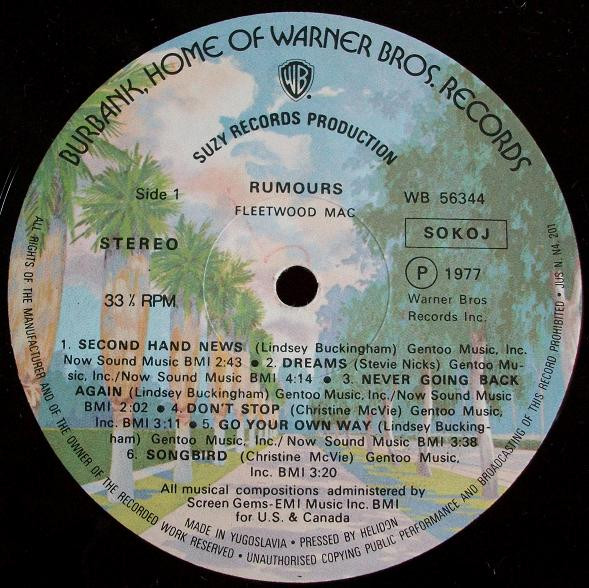 BURBANK, HOME OF WARNER BROS. RECORDS
WB
SUZY RECORDS PRODUCTION
Side 1
RUMOURS
WB 56344
FLEETWOOD MAC
STEREO
SOKOJ
P 1977
33 ⅓ RPM
Warner Bros
Records Inc.
1. SECOND HAND NEWS (Lindsey Buckingham) Gentoo Music, Inc.
Now Sound Music BMI 2:43 • 2. DREAMS (Stevie Nicks) Gentoo Mu-
sic, Inc./Now Sound Music BMI 4:14 • 3. NEVER GOING BACK
AGAIN (Lindsey Buckingham) Gentoo Music, Inc./Now Sound Music
BMI 2:02 • 4. DON'T STOP (Christine McVie) Gentoo Music,
Inc. BMI 3:11 • 5. GO YOUR OWN WAY (Lindsey Bucking-
ham) Gentoo Music, Inc./ Now Sound Music BMI 3:38
6. SONGBIRD (Christine McVie) Gentoo Music,
Inc. BMI 3:20
All musical compositions administered by
Screen Gems-EMI Music Inc. BMI
for U.S. & Canada
MADE IN YUGOSLAVIA • PRESSED BY HELIDON
ALL RIGHTS OF THE MANUFACTURER AND OF THE OWNER OF THE RECORDED WORK RESERVED • UNAUTHORISED COPYING PUBLIC PERFORMANCE AND BROADCASTING OF THIS RECORD PROHIBITED • JUS N. N4. 201